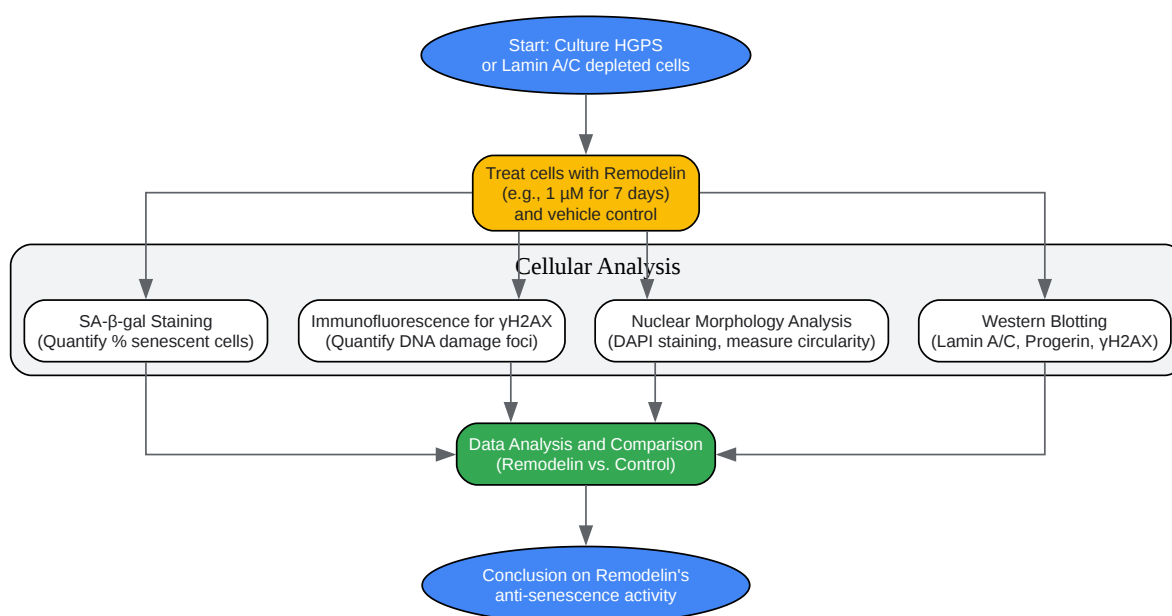 Start: Culture HGPS
or Lamin A/C depleted cells
Treat cells with Remodelin
(e.g., 1 µM for 7 days)
and vehicle control
Cellular Analysis
SA-β-gal Staining
(Quantify % senescent cells)
Immunofluorescence for γH2AX
(Quantify DNA damage foci)
Nuclear Morphology Analysis
(DAPI staining, measure circularity)
Western Blotting
(Lamin A/C, Progerin, γH2AX)
Data Analysis and Comparison
(Remodelin vs. Control)
Conclusion on Remodelin's
anti-senescence activity